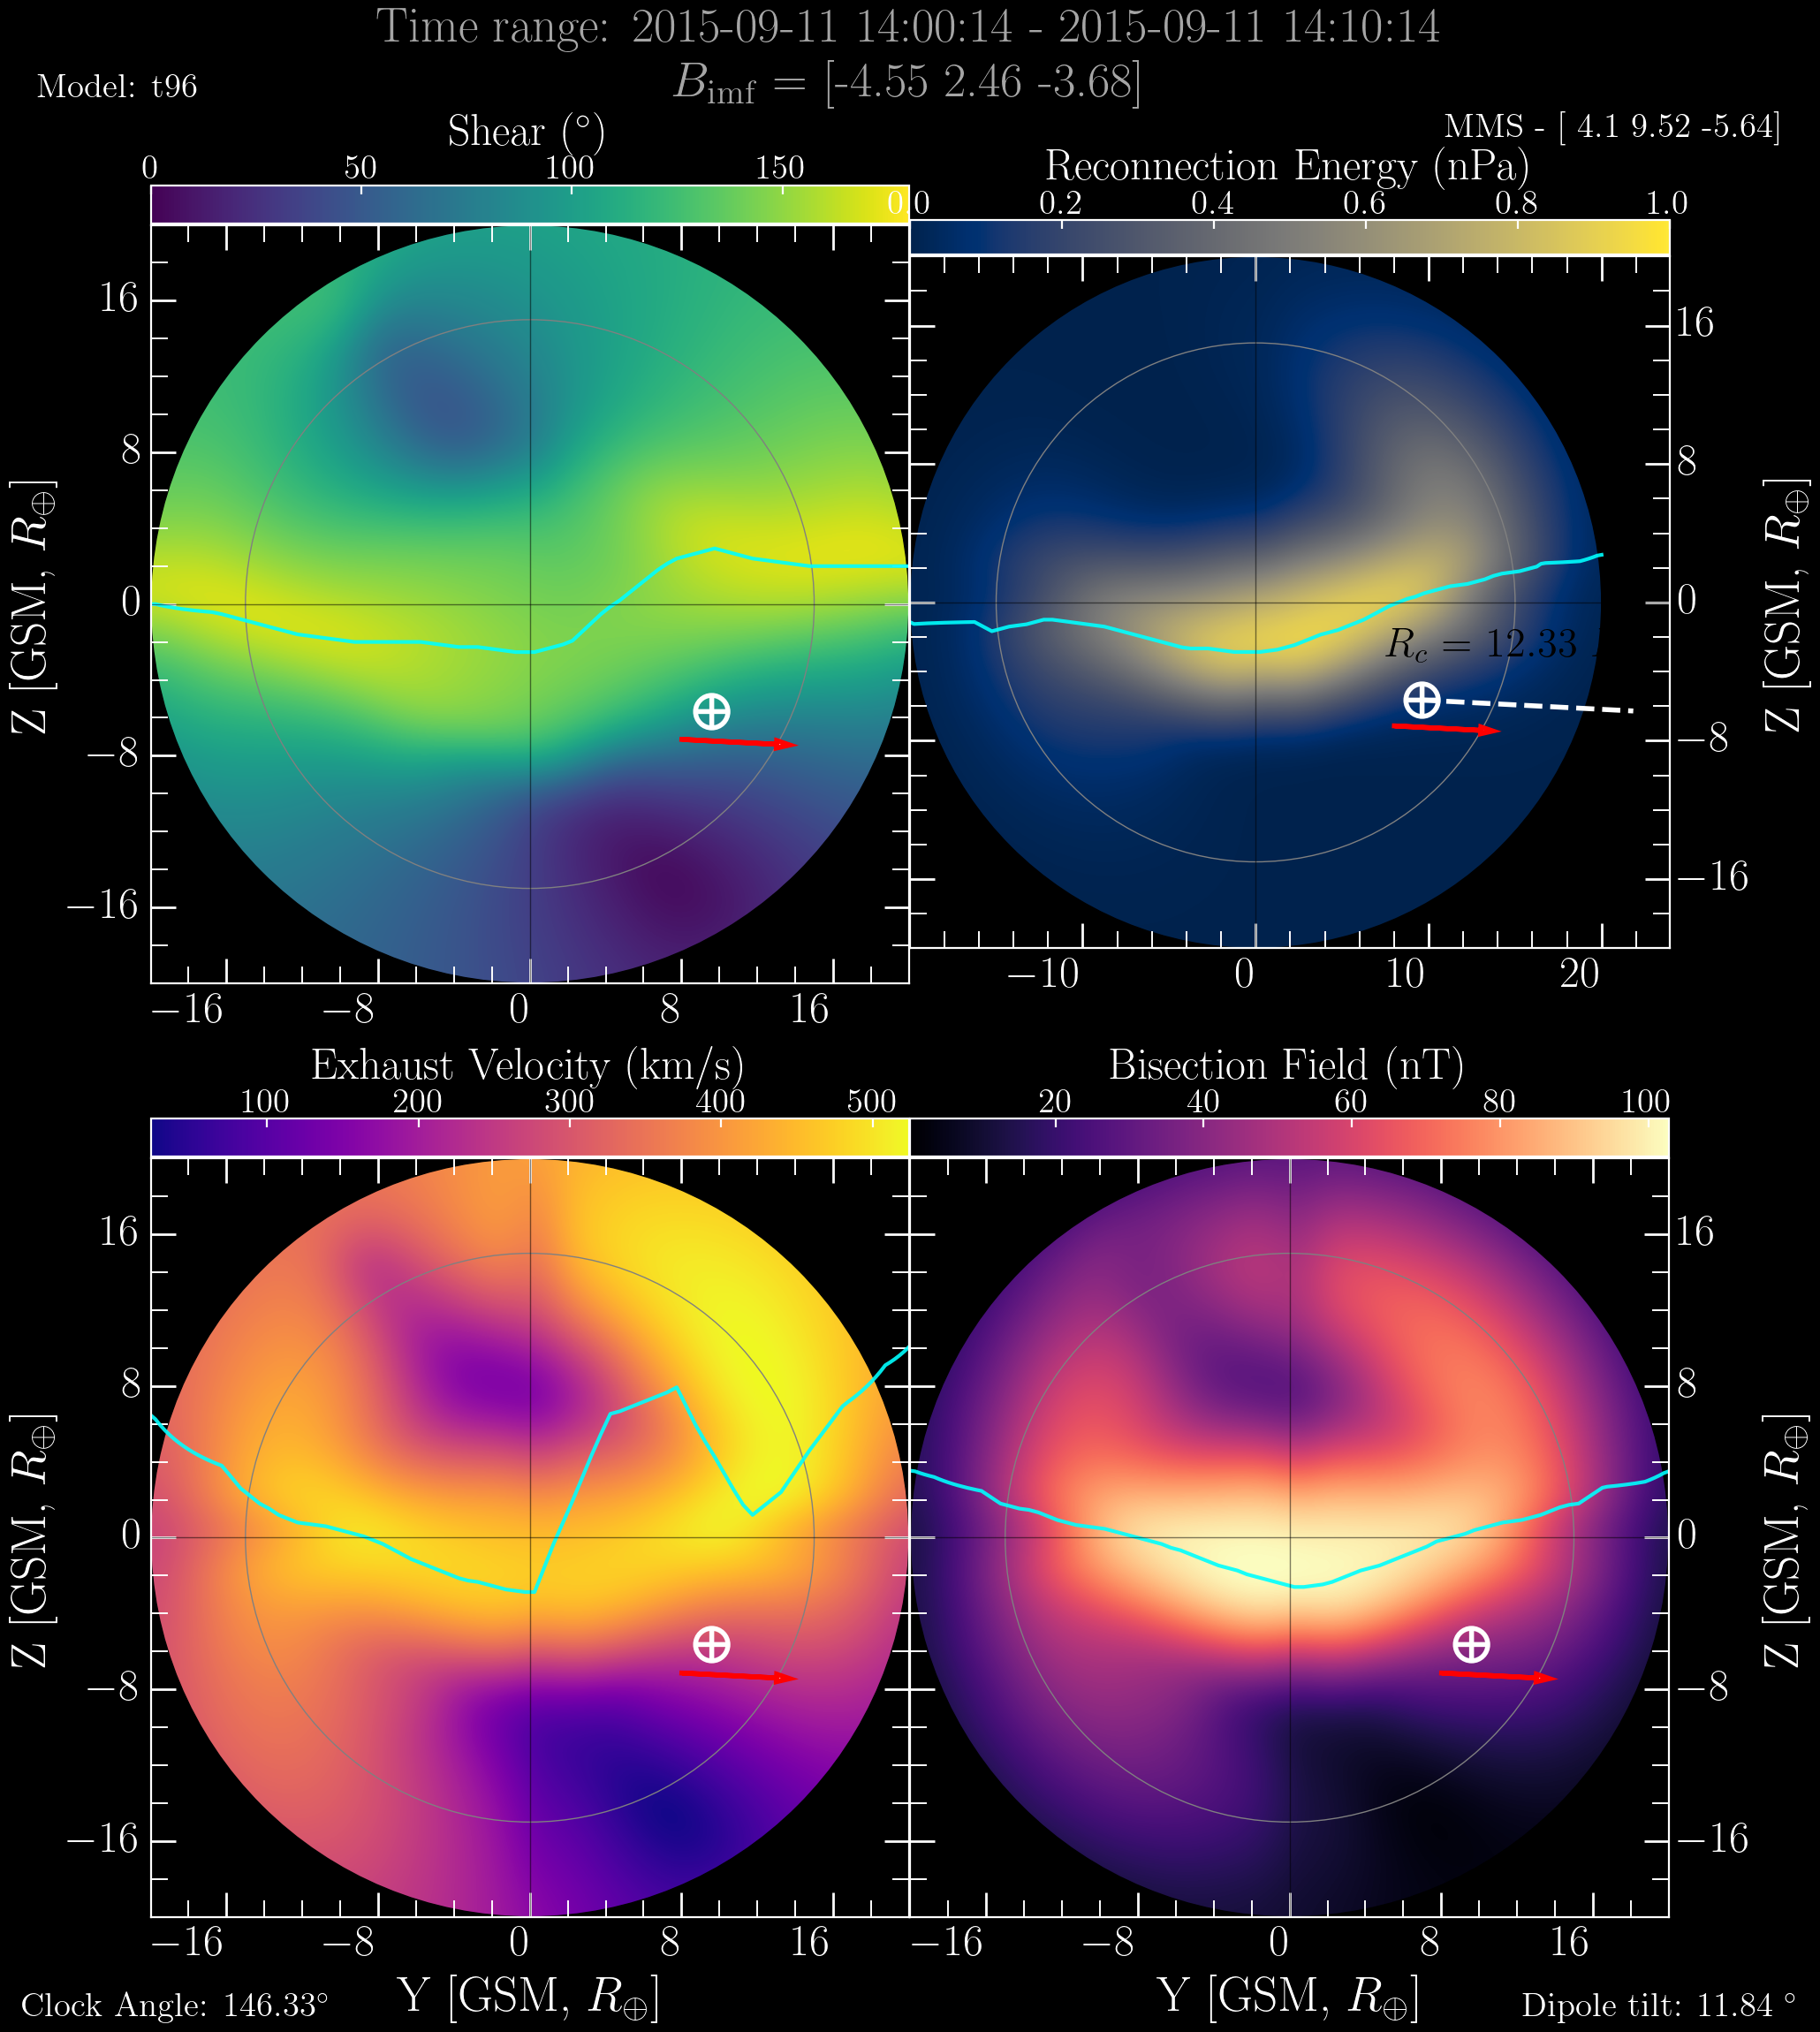 Time range: 2015-09-11 14:00:14 - 2015-09-11 14:10:14
B_imf = [-4.55 2.46 -3.68]
Model: t96
MMS - [ 4.1 9.52 -5.64]
Shear (°)
0 50 100 150
Reconnection Energy (nPa)
0.0 0.2 0.4 0.6 0.8 1.0
Z [GSM, R⊕]
16
8
0
−8
−16
−16 −8 0 8 16
R_c = 12.33
16
8
0
−8
−16
Z [GSM, R⊕]
−10 0 10 20
Exhaust Velocity (km/s)
100 200 300 400 500
Bisection Field (nT)
20 40 60 80 100
Z [GSM, R⊕]
16
8
0
−8
−16
−16 −8 0 8 16
Y [GSM, R⊕]
16
8
0
−8
−16
Z [GSM, R⊕]
−16 −8 0 8 16
Y [GSM, R⊕]
Clock Angle: 146.33°
Dipole tilt: 11.84 °